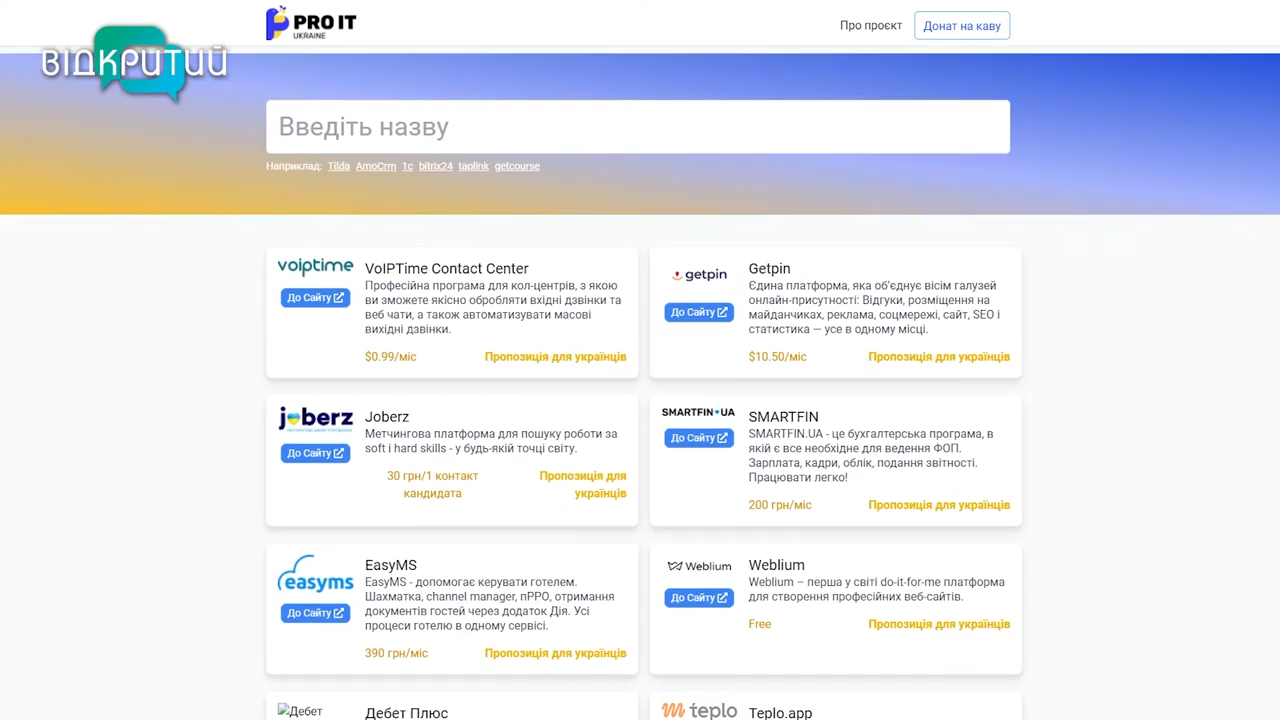 PRO IT
UKRAINE
Про проєкт
Донат на каву
ВІДКРИТИЙ
Введіть назву
Наприклад: Tilda AmoCrm 1c bitrix24 taplink getcourse
voiptime
До Сайту
VoIPTime Contact Center
Професійна програма для кол-центрів, з якою
ви зможете якісно обробляти вхідні дзвінки та
веб чати, а також автоматизувати масові
вихідні дзвінки.
$0.99/міс
Пропозиція для українців
getpin
До Сайту
Getpin
Єдина платформа, яка об'єднує вісім галузей
онлайн-присутності: Відгуки, розміщення на
майданчиках, реклама, соцмережі, сайт, SEO і
статистика — усе в одному місці.
$10.50/міс
Пропозиція для українців
joberz
До Сайту
Joberz
Метчингова платформа для пошуку роботи за
soft і hard skills - у будь-якій точці світу.
30 грн/1 контакт
кандидата
Пропозиція для
українців
SMARTFIN UA
До Сайту
SMARTFIN
SMARTFIN.UA - це бухгалтерська програма, в
якій є все необхідне для ведення ФОП.
Зарплата, кадри, облік, подання звітності.
Працювати легко!
200 грн/міс
Пропозиція для українців
easyms
До Сайту
EasyMS
EasyMS - допомагає керувати готелем.
Шахматка, channel manager, пРРО, отримання
документів гостей через додаток Дія. Усі
процеси готелю в одному сервісі.
390 грн/міс
Пропозиція для українців
Weblium
До Сайту
Weblium
Weblium – перша у світі do-it-for-me платформа
для створення професійних веб-сайтів.
Free
Пропозиція для українців
Дебет
Дебет Плюс
teplo
Teplo.app